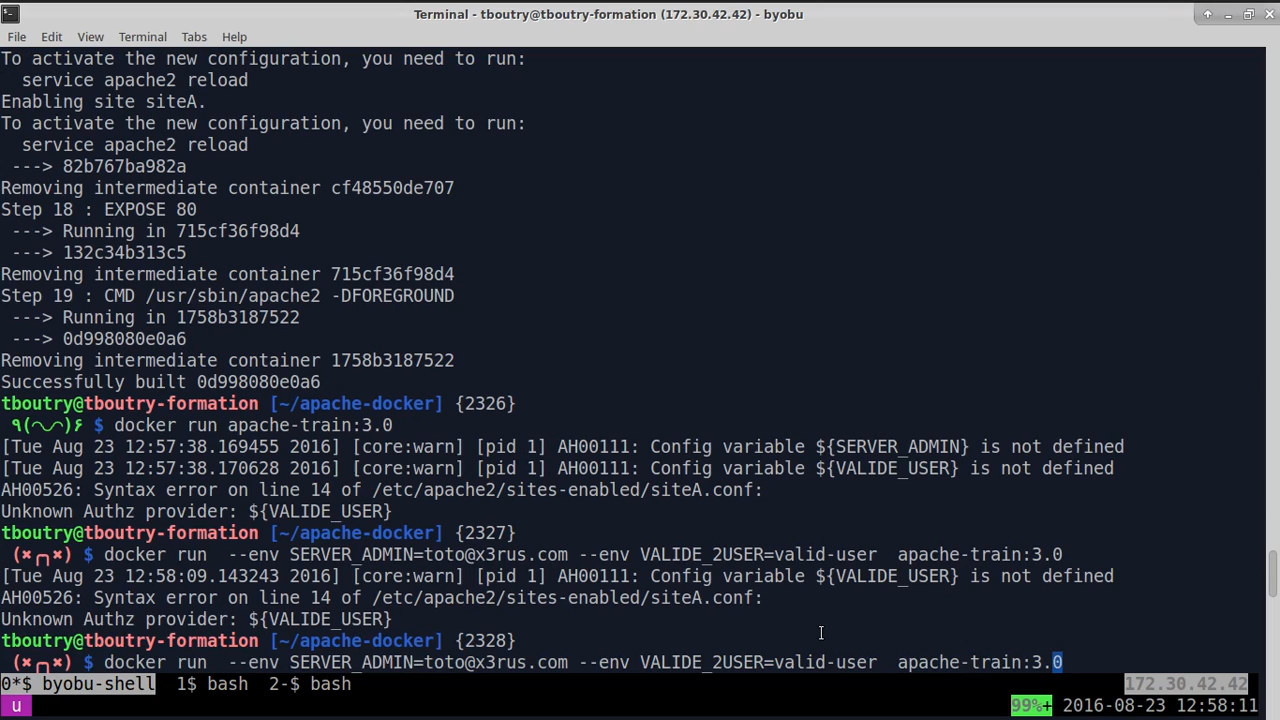 Terminal - tboutry@tboutry-formation (172.30.42.42) - byobu
File Edit View Terminal Tabs Help
To activate the new configuration, you need to run:
  service apache2 reload
Enabling site siteA.
To activate the new configuration, you need to run:
  service apache2 reload
 ---> 82b767ba982a
Removing intermediate container cf48550de707
Step 18 : EXPOSE 80
 ---> Running in 715cf36f98d4
 ---> 132c34b313c5
Removing intermediate container 715cf36f98d4
Step 19 : CMD /usr/sbin/apache2 -DFOREGROUND
 ---> Running in 1758b3187522
 ---> 0d998080e0a6
Removing intermediate container 1758b3187522
Successfully built 0d998080e0a6
tboutry@tboutry-formation [~/apache-docker] {2326}
 ٩(◠◡◠)۶ $ docker run apache-train:3.0
[Tue Aug 23 12:57:38.169455 2016] [core:warn] [pid 1] AH00111: Config variable ${SERVER_ADMIN} is not defined
[Tue Aug 23 12:57:38.170628 2016] [core:warn] [pid 1] AH00111: Config variable ${VALIDE_USER} is not defined
AH00526: Syntax error on line 14 of /etc/apache2/sites-enabled/siteA.conf:
Unknown Authz provider: ${VALIDE_USER}
tboutry@tboutry-formation [~/apache-docker] {2327}
 (✖╭╮✖) $ docker run  --env SERVER_ADMIN=toto@x3rus.com --env VALIDE_2USER=valid-user  apache-train:3.0
[Tue Aug 23 12:58:09.143243 2016] [core:warn] [pid 1] AH00111: Config variable ${VALIDE_USER} is not defined
AH00526: Syntax error on line 14 of /etc/apache2/sites-enabled/siteA.conf:
Unknown Authz provider: ${VALIDE_USER}
tboutry@tboutry-formation [~/apache-docker] {2328}
 (✖╭╮✖) $ docker run  --env SERVER_ADMIN=toto@x3rus.com --env VALIDE_2USER=valid-user  apache-train:3.0
0*$ byobu-shell  1$ bash  2-$ bash 172.30.42.42
u 99%+ 2016-08-23 12:58:11